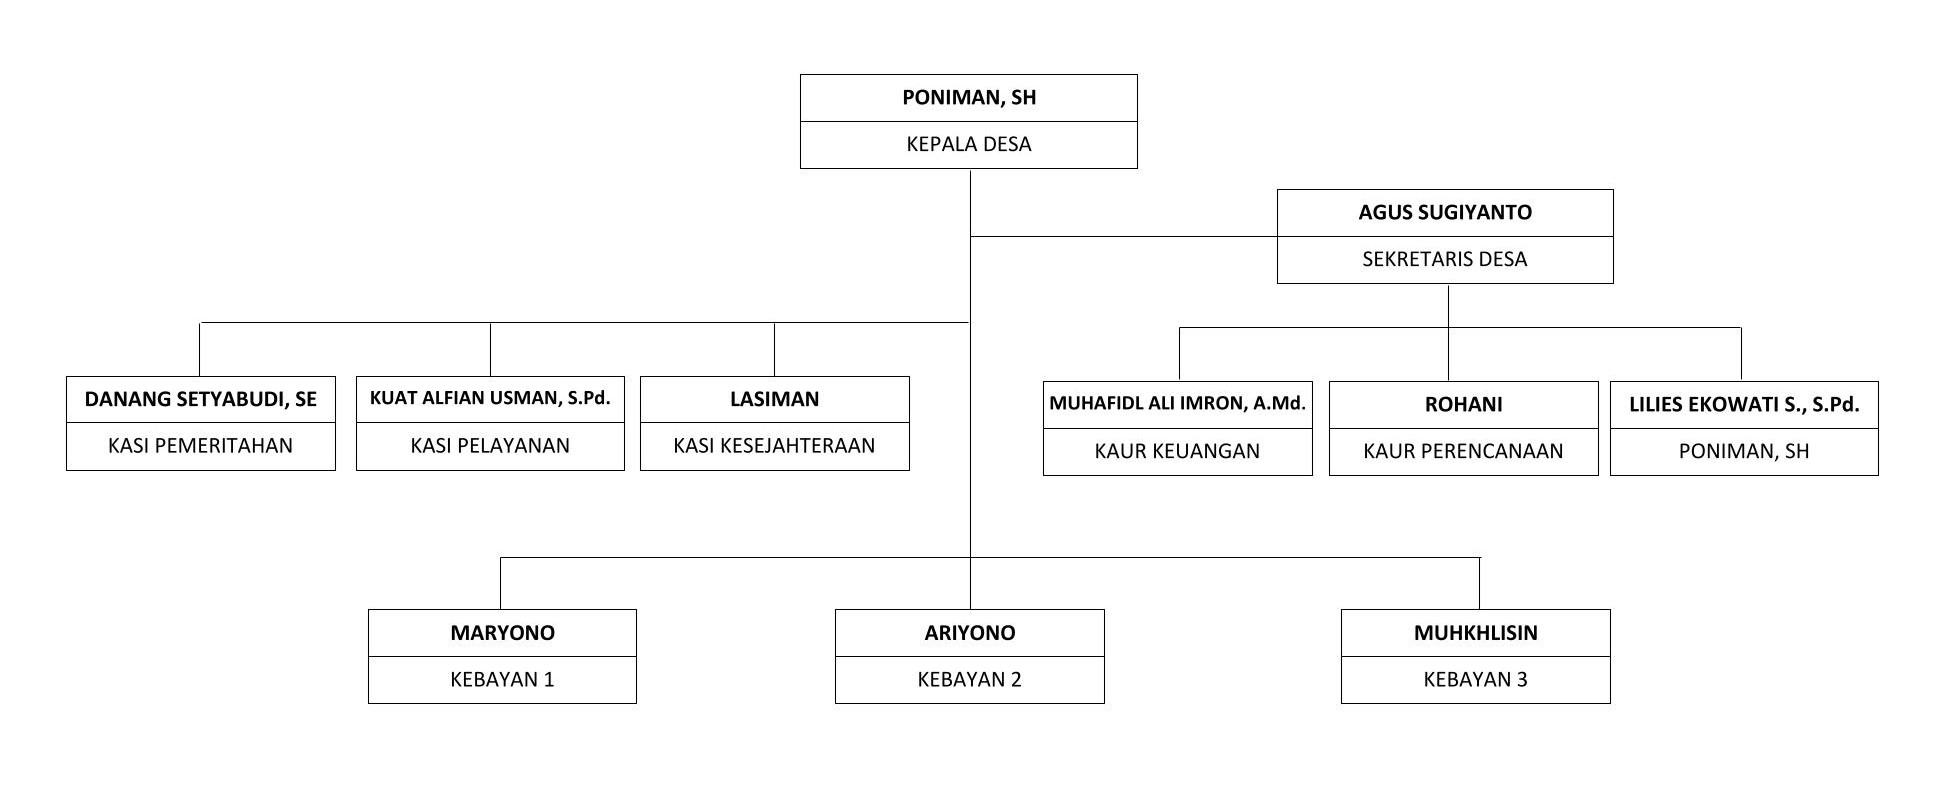 PONIMAN, SH
KEPALA DESA
AGUS SUGIYANTO
SEKRETARIS DESA
DANANG SETYABUDI, SE
KASI PEMERITAHAN
KUAT ALFIAN USMAN, S.Pd.
KASI PELAYANAN
LASIMAN
KASI KESEJAHTERAAN
MUHAFIDL ALI IMRON, A.Md.
KAUR KEUANGAN
ROHANI
KAUR PERENCANAAN
LILIES EKOWATI S., S.Pd.
PONIMAN, SH
MARYONO
KEBAYAN 1
ARIYONO
KEBAYAN 2
MUHKHLISIN
KEBAYAN 3